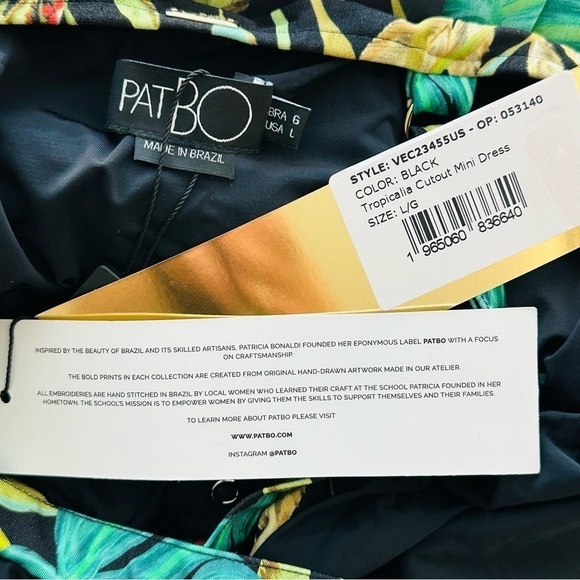 PATBO
BRA G
USA L
MADE IN BRAZIL
STYLE: VEC23455US - OP: 053140
COLOR: BLACK
Tropicalia Cutout Mini Dress
SIZE: L/G
1 965060 836640
INSPIRED BY THE BEAUTY OF BRAZIL AND ITS SKILLED ARTISANS, PATRICIA BONALDI FOUNDED HER EPONYMOUS LABEL PATBO WITH A FOCUS
ON CRAFTSMANSHIP
THE BOLD PRINTS IN EACH COLLECTION ARE CREATED FROM ORIGINAL HAND-DRAWN ARTWORK MADE IN OUR ATELIER.
ALL EMBROIDERIES ARE HAND STITCHED IN BRAZIL BY LOCAL WOMEN WHO LEARNED THEIR CRAFT AT THE SCHOOL PATRICIA FOUNDED IN HER
HOMETOWN. THE SCHOOL'S MISSION IS TO EMPOWER WOMEN BY GIVING THEM THE SKILLS TO SUPPORT THEMSELVES AND THEIR FAMILIES.
TO LEARN MORE ABOUT PATBO PLEASE VISIT
WWW.PATBO.COM
INSTAGRAM @PATBO